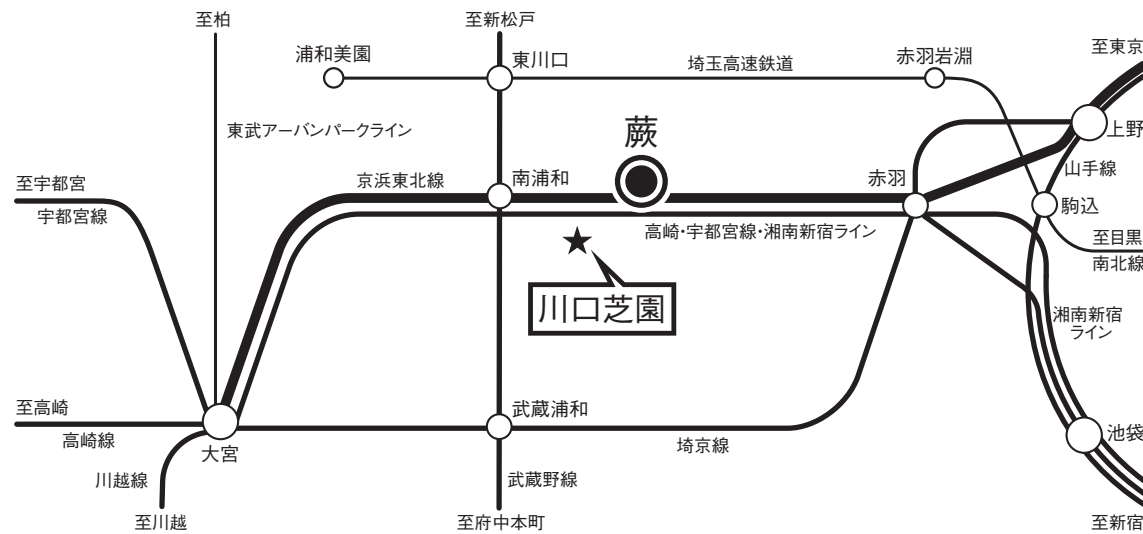 至柏
至新松戸
浦和美園
東川口
埼玉高速鉄道
赤羽岩淵
至東京
東武アーバンパークライン
蕨
上野
至宇都宮
宇都宮線
京浜東北線
南浦和
赤羽
山手線
駒込
高崎・宇都宮線・湘南新宿ライン
至目黒
南北線
川口芝園
湘南新宿
ライン
至高崎
高崎線
大宮
武蔵浦和
埼京線
池袋
川越線
武蔵野線
至川越
至府中本町
至新宿